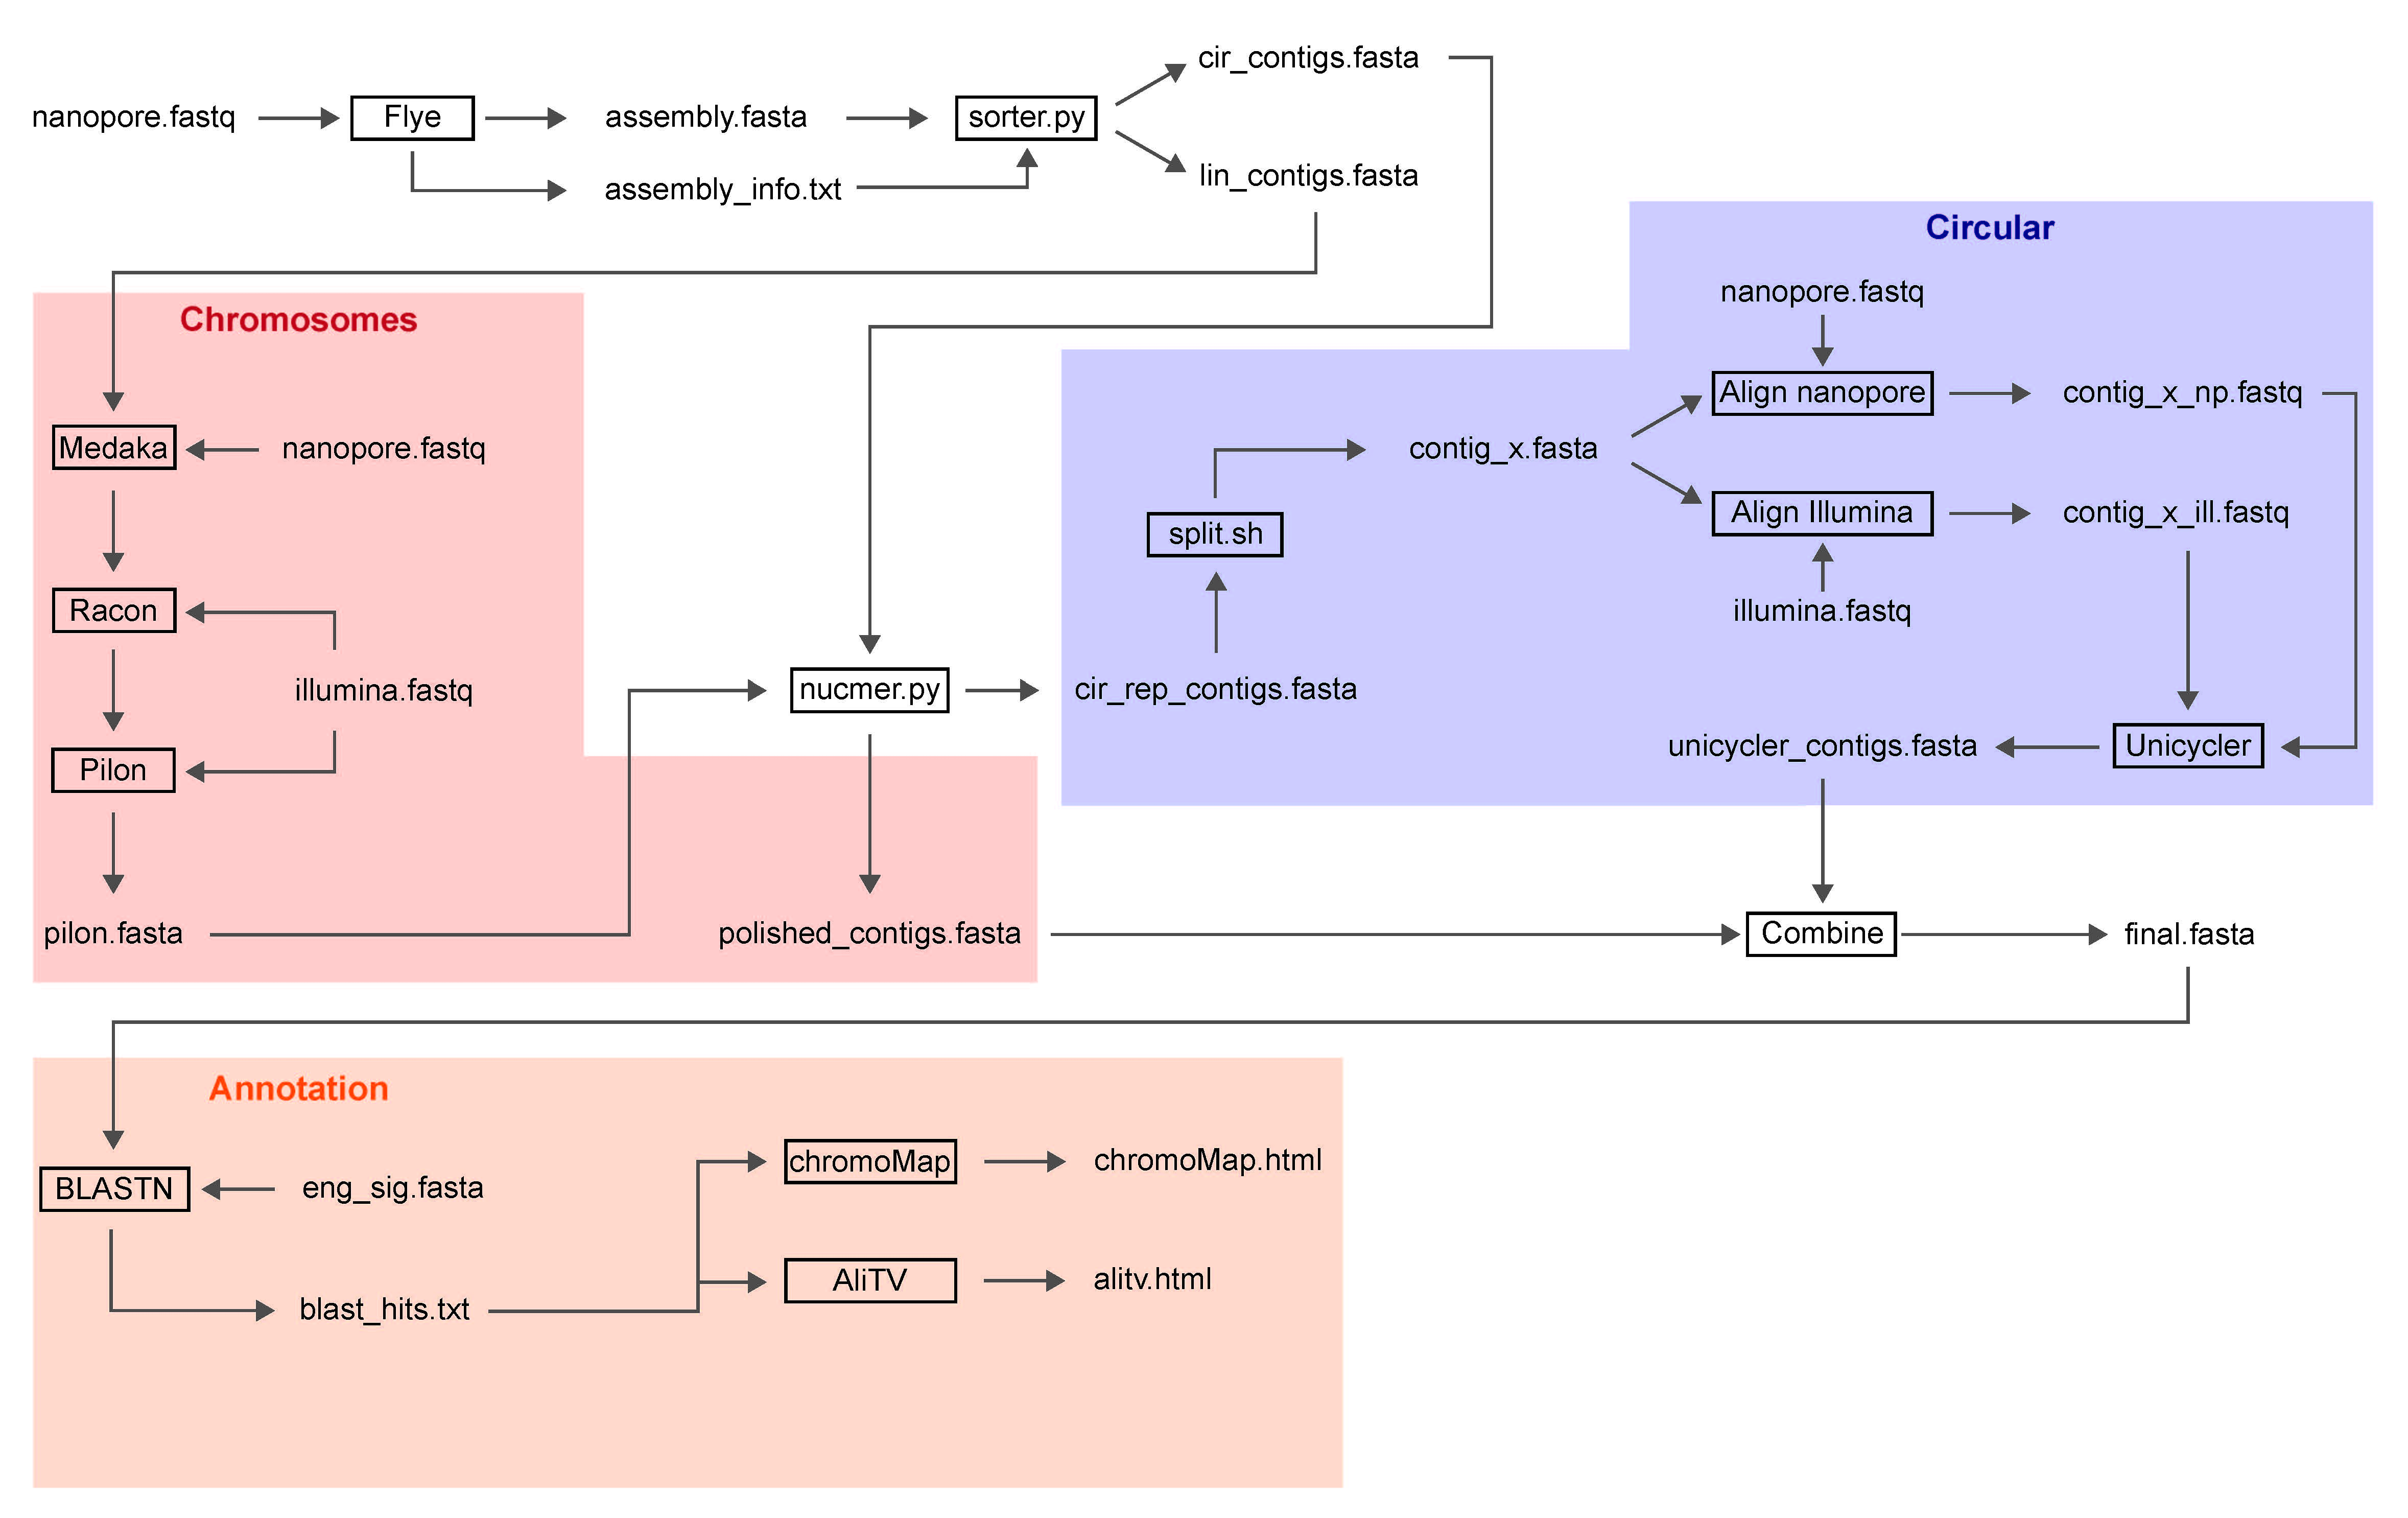 cir_contigs.fasta
nanopore.fastq
Flye
assembly.fasta
sorter.py
assembly_info.txt
lin_contigs.fasta
Circular
nanopore.fastq
Chromosomes
Align nanopore
contig_x_np.fastq
Medaka
nanopore.fastq
contig_x.fasta
Align Illumina
contig_x_ill.fastq
split.sh
Racon
illumina.fastq
illumina.fastq
nucmer.py
cir_rep_contigs.fasta
Pilon
unicycler_contigs.fasta
Unicycler
pilon.fasta
polished_contigs.fasta
Combine
final.fasta
Annotation
BLASTN
eng_sig.fasta
chromoMap
chromoMap.html
AliTV
alitv.html
blast_hits.txt